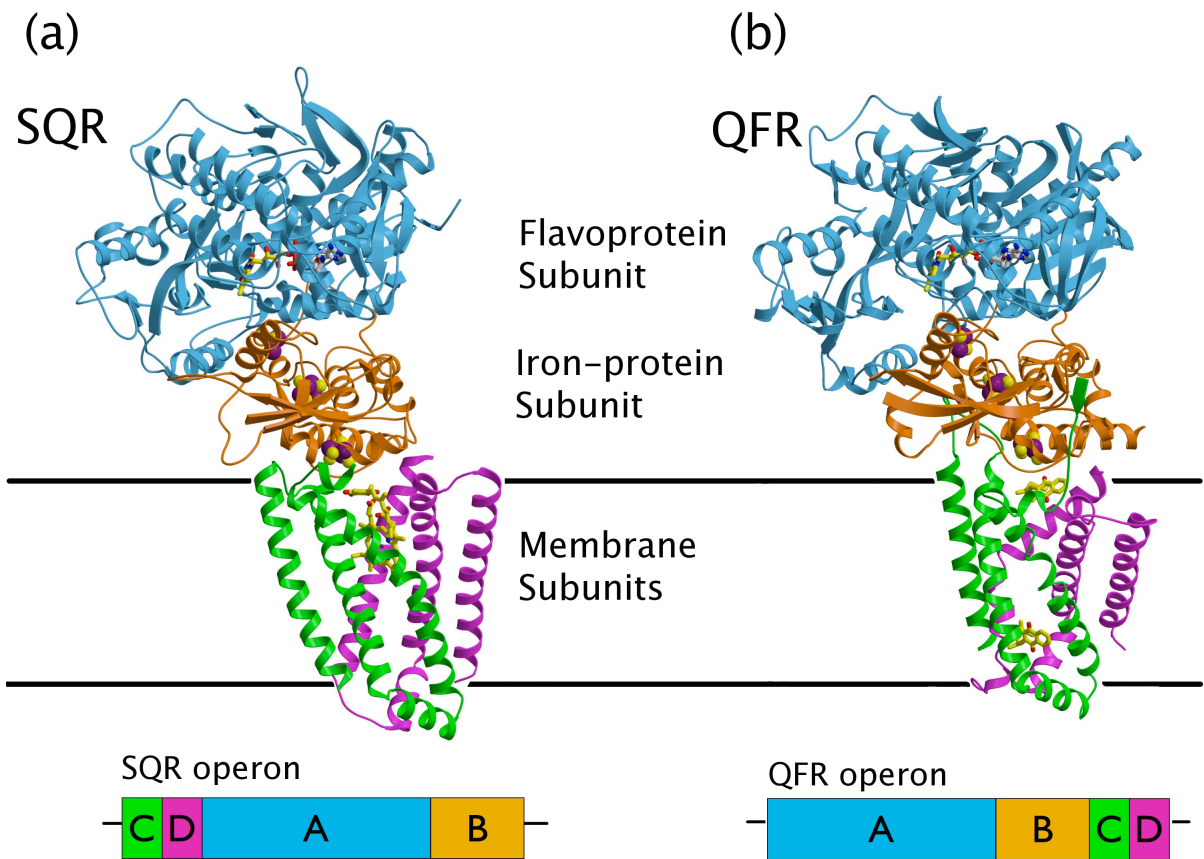 (a)
(b)
SQR
QFR
Flavoprotein
Subunit
Iron-protein
Subunit
Membrane
Subunits
SQR operon
C D A B
QFR operon
A B C D